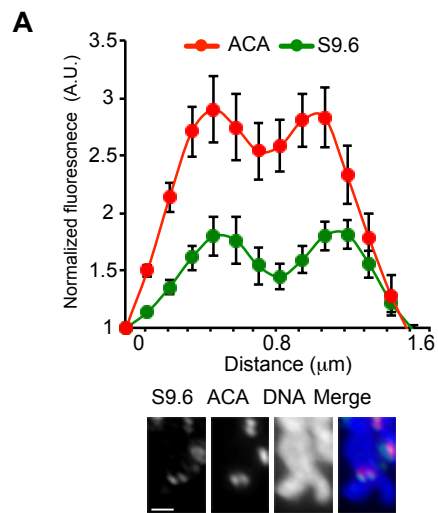 A
ACA S9.6
Normalized fluorescnece (A.U.)
3.5
3
2.5
2
1.5
1
0 0.8 1.6
Distance (μm)
S9.6 ACA DNA Merge